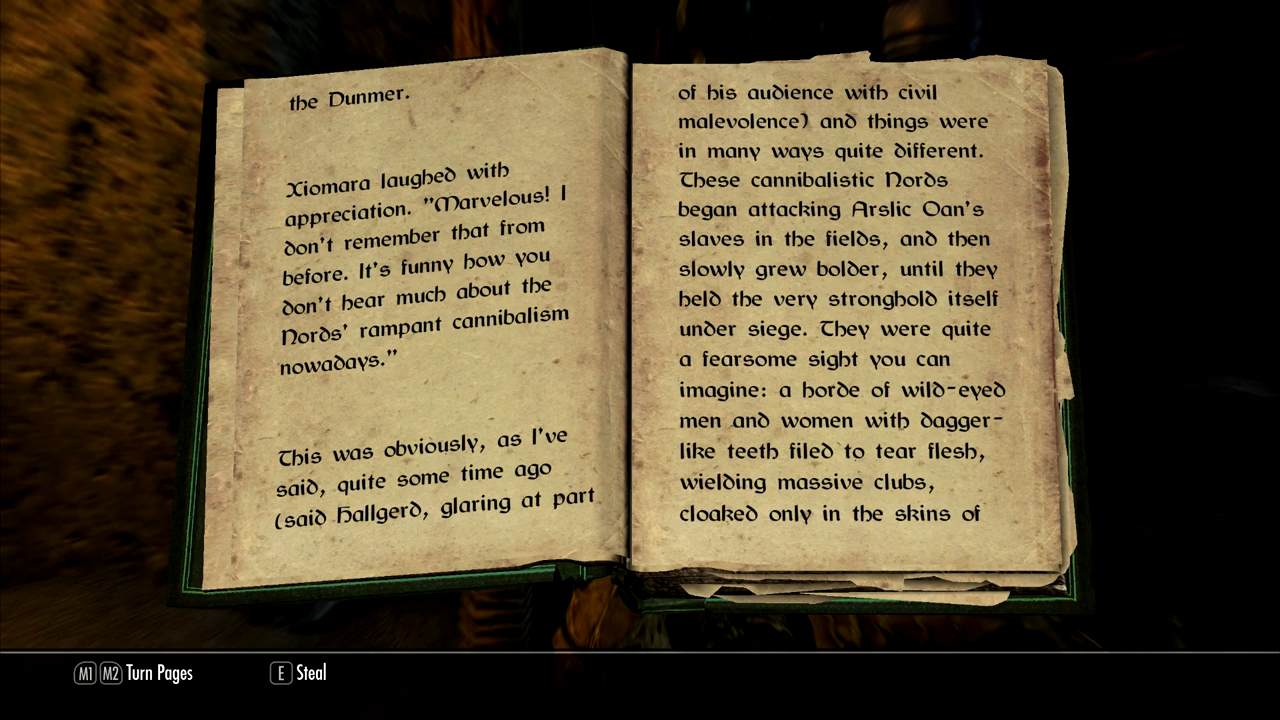 the Dunmer.
Xiomara laughed with
appreciation. "Marvelous! I
don't remember that from
before. It's funny how you
don't hear much about the
Nords' rampant cannibalism
nowadays."
This was obviously, as I've
said, quite some time ago
(said Hallgerd, glaring at part
of his audience with civil
malevolence) and things were
in many ways quite different.
These cannibalistic Nords
began attacking Arslic Oan's
slaves in the fields, and then
slowly grew bolder, until they
held the very stronghold itself
under siege. They were quite
a fearsome sight you can
imagine: a horde of wild-eyed
men and women with dagger-
like teeth filed to tear flesh,
wielding massive clubs,
cloaked only in the skins of
M1 M2 Turn Pages E Steal